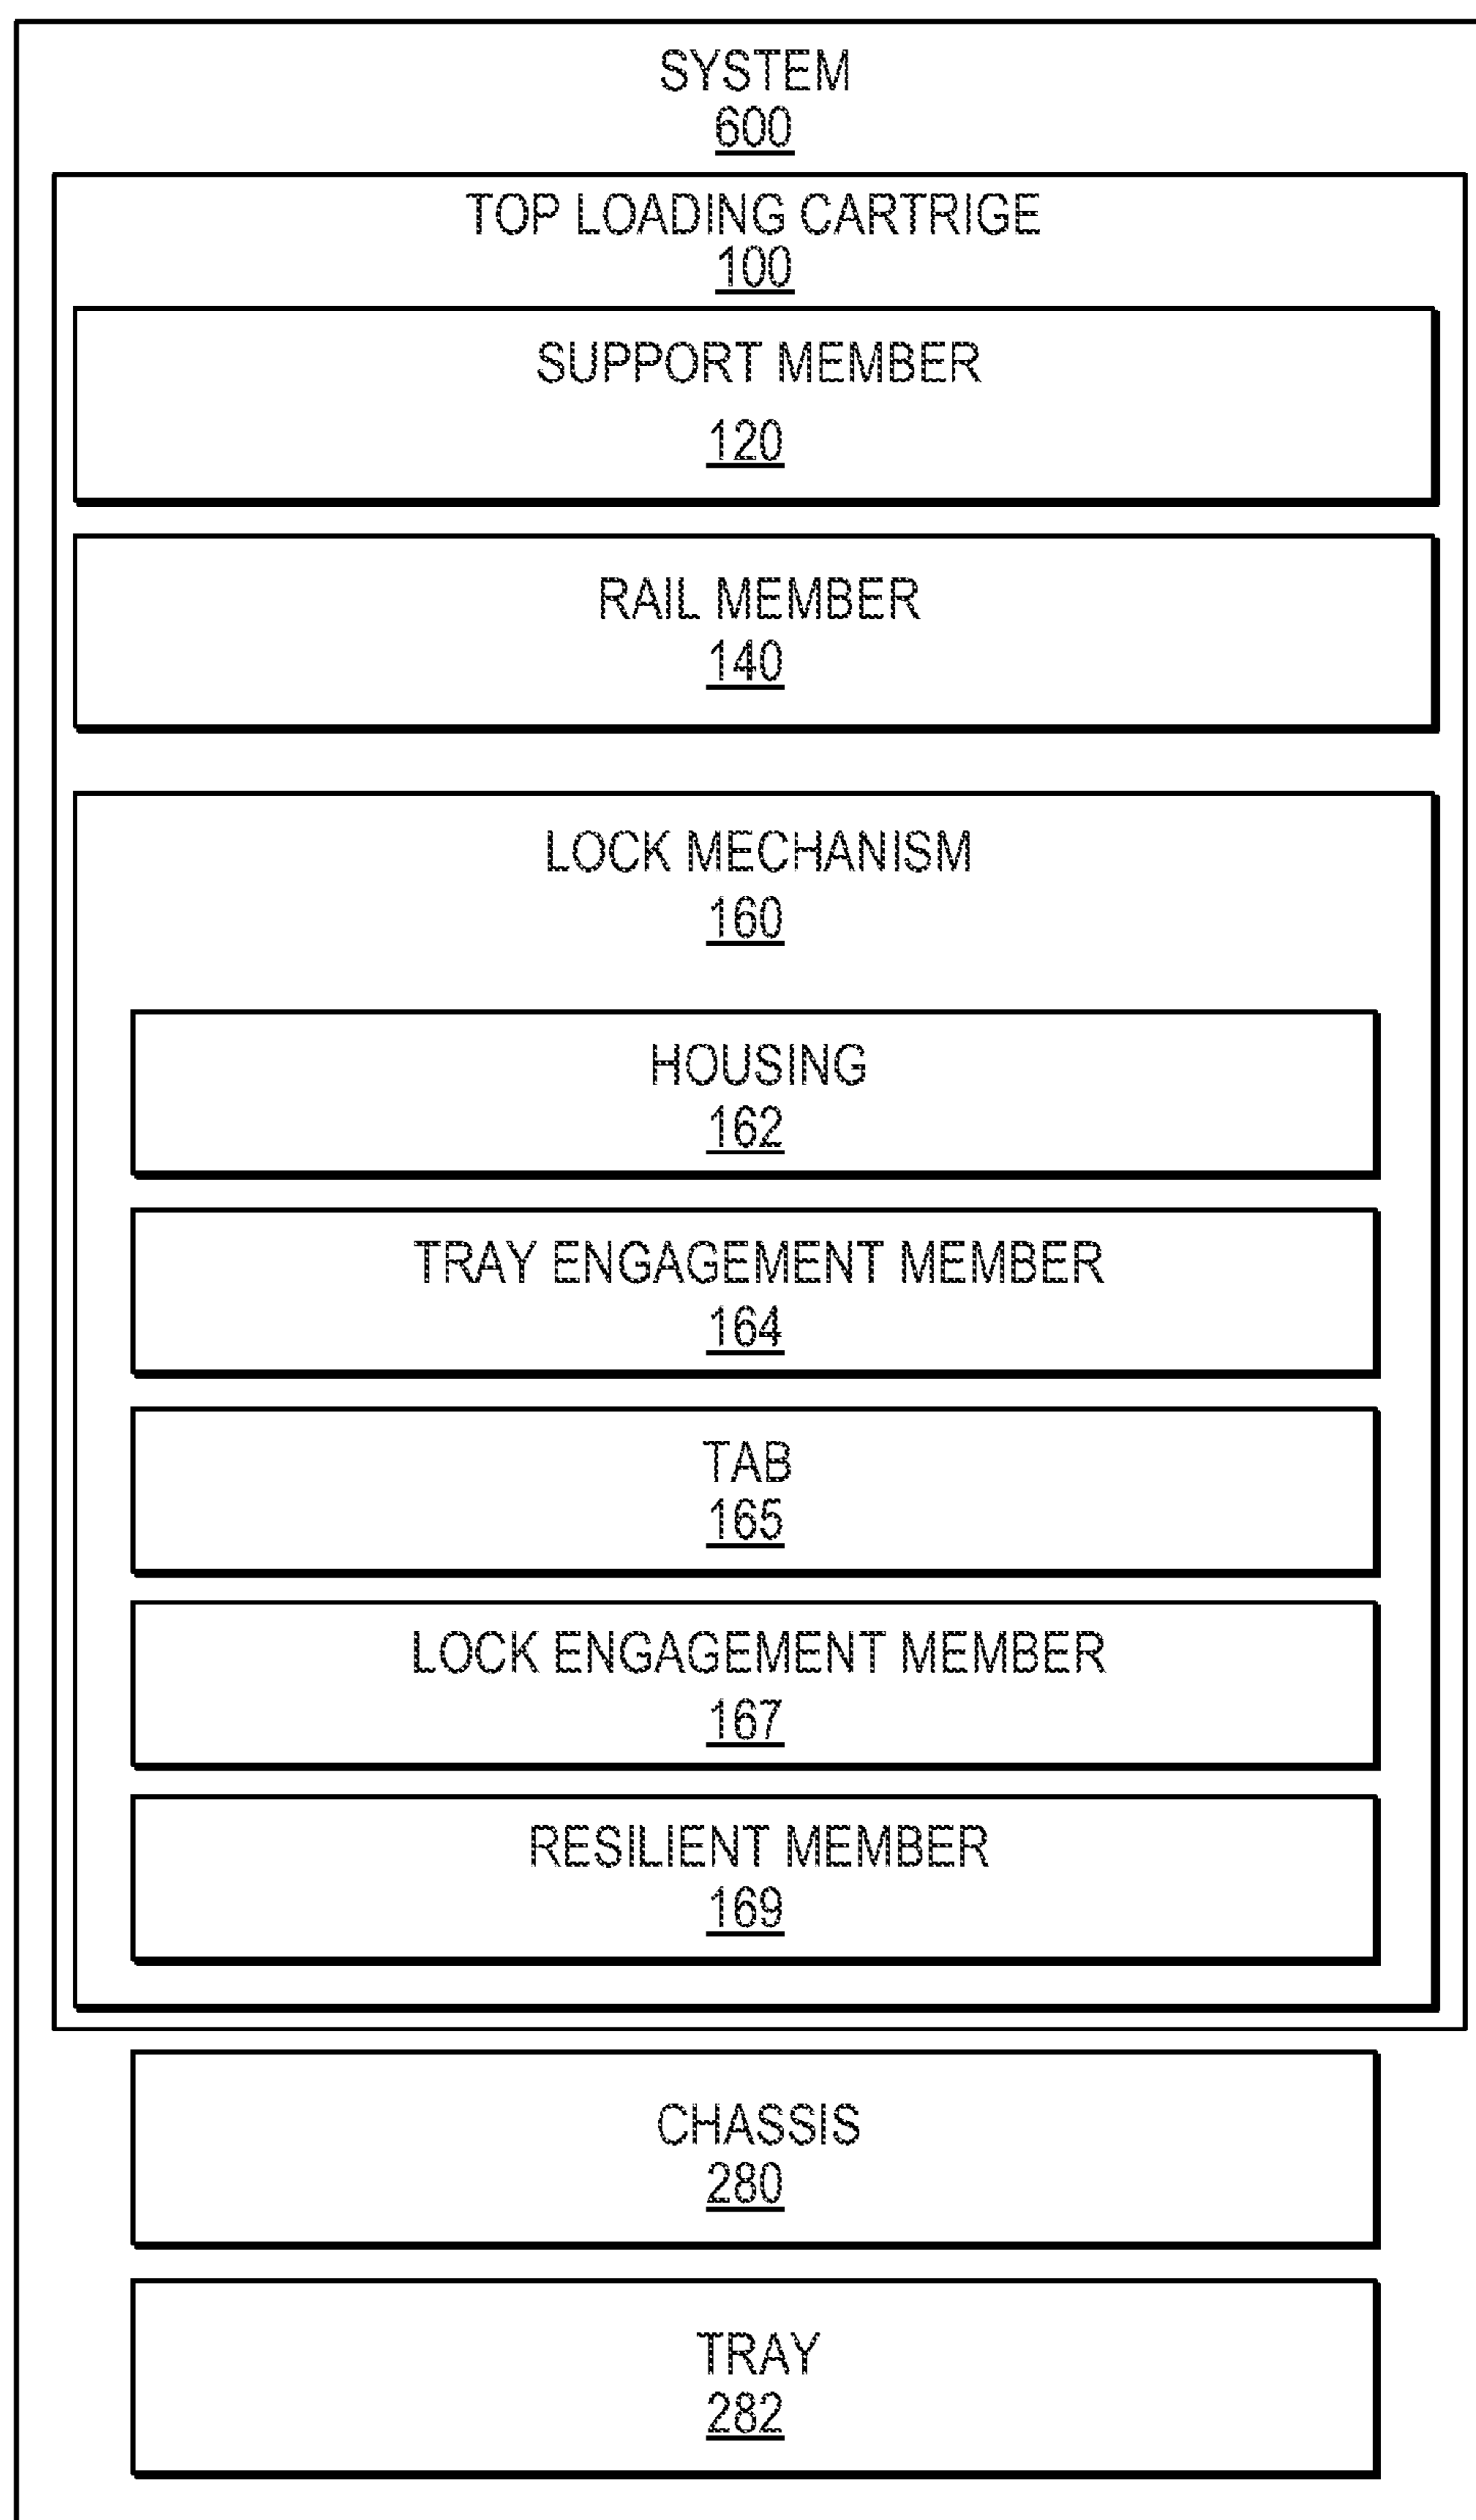 SYSTEM
600
TOP LOADING CARTRIGE
100
SUPPORT MEMBER
120
RAIL MEMBER
140
LOCK MECHANISM
160
HOUSING
162
TRAY ENGAGEMENT MEMBER
164
TAB
165
LOCK ENGAGEMENT MEMBER
167
RESILIENT MEMBER
169
CHASSIS
280
TRAY
282